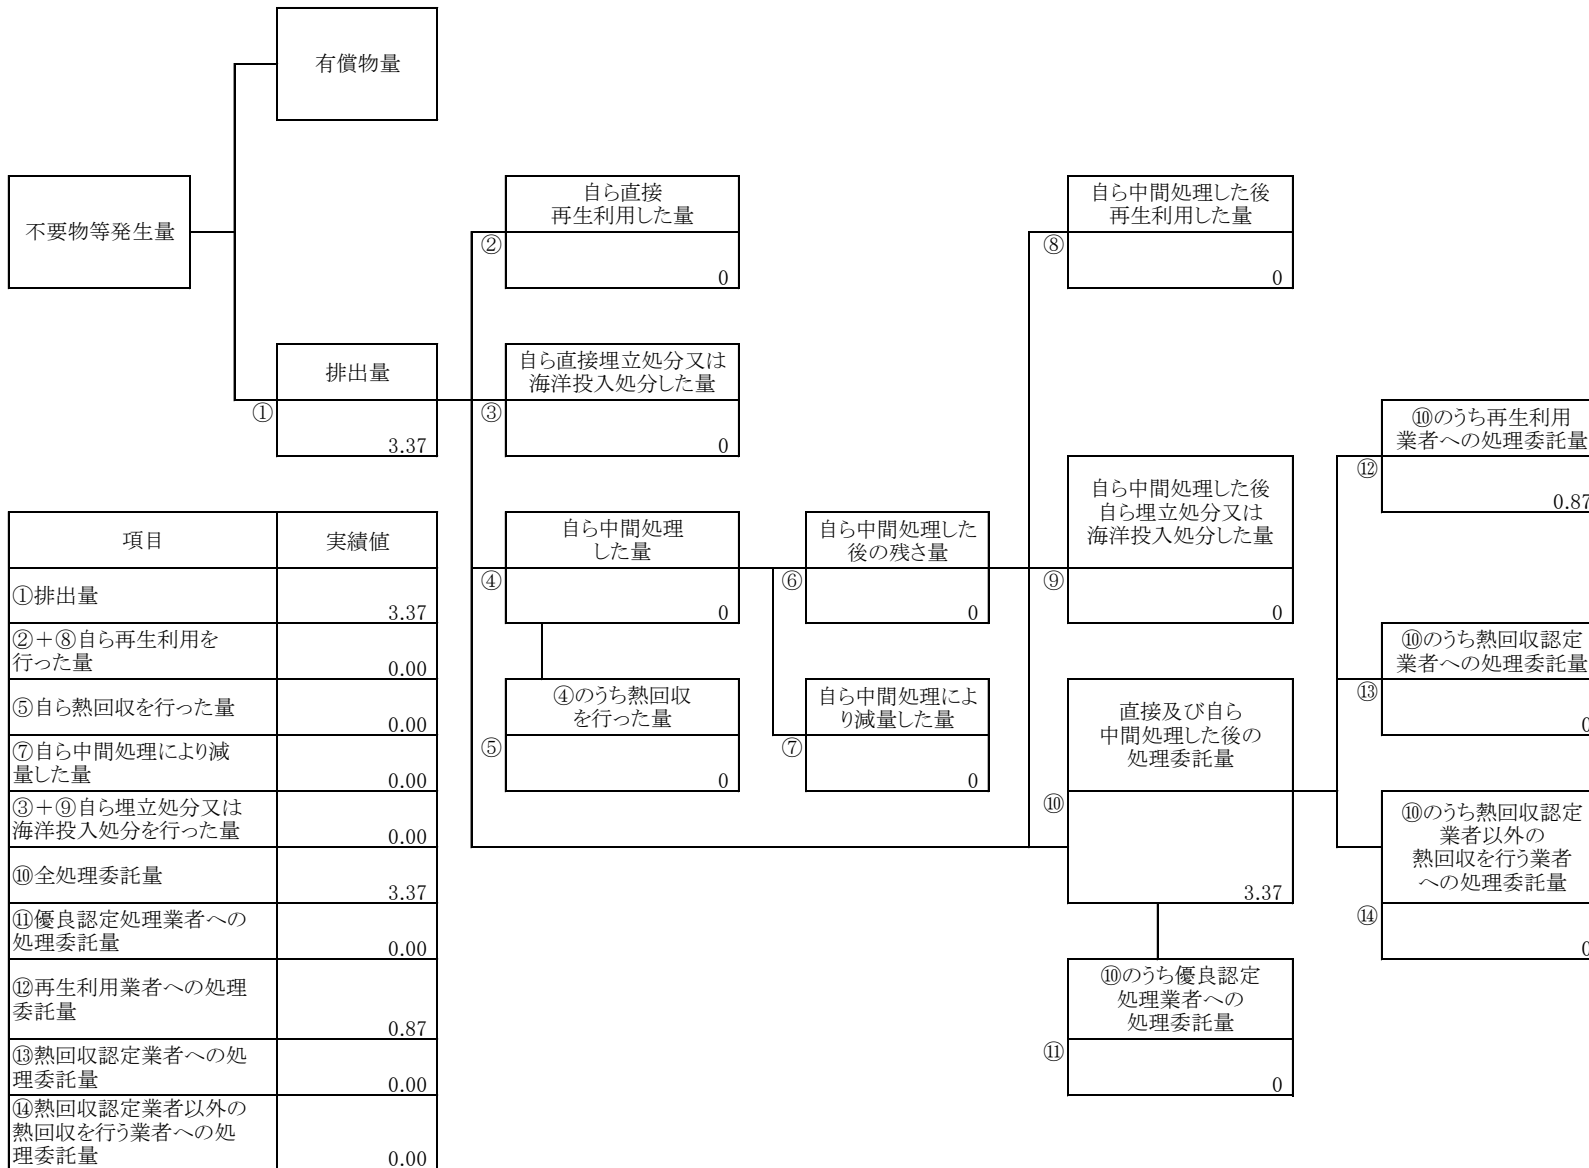 有償物量
不要物等発生量
排出量
①
3.37
自ら直接
再生利用した量
②
0
自ら直接埋立処分又は
海洋投入処分した量
③
0
自ら中間処理
した量
④
0
④のうち熱回収
を行った量
⑤
0
自ら中間処理した
後の残さ量
⑥
0
自ら中間処理によ
り減量した量
⑦
0
自ら中間処理した後
再生利用した量
⑧
0
自ら中間処理した後
自ら埋立処分又は
海洋投入処分した量
⑨
0
直接及び自ら
中間処理した後の
処理委託量
⑩
3.37
⑩のうち優良認定
処理業者への
処理委託量
⑪
0
⑩のうち再生利用
業者への処理委託量
⑫
0.87
⑩のうち熱回収認定
業者への処理委託量
⑬
0
⑩のうち熱回収認定
業者以外の
熱回収を行う業者
への処理委託量
⑭
0
項目 実績値
①排出量 3.37
②＋⑧自ら再生利用を
行った量 0.00
⑤自ら熱回収を行った量 0.00
⑦自ら中間処理により減
量した量 0.00
③＋⑨自ら埋立処分又は
海洋投入処分を行った量 0.00
⑩全処理委託量 3.37
⑪優良認定処理業者への
処理委託量 0.00
⑫再生利用業者への処理
委託量 0.87
⑬熱回収認定業者への処
理委託量 0.00
⑭熱回収認定業者以外の
熱回収を行う業者への処
理委託量 0.00